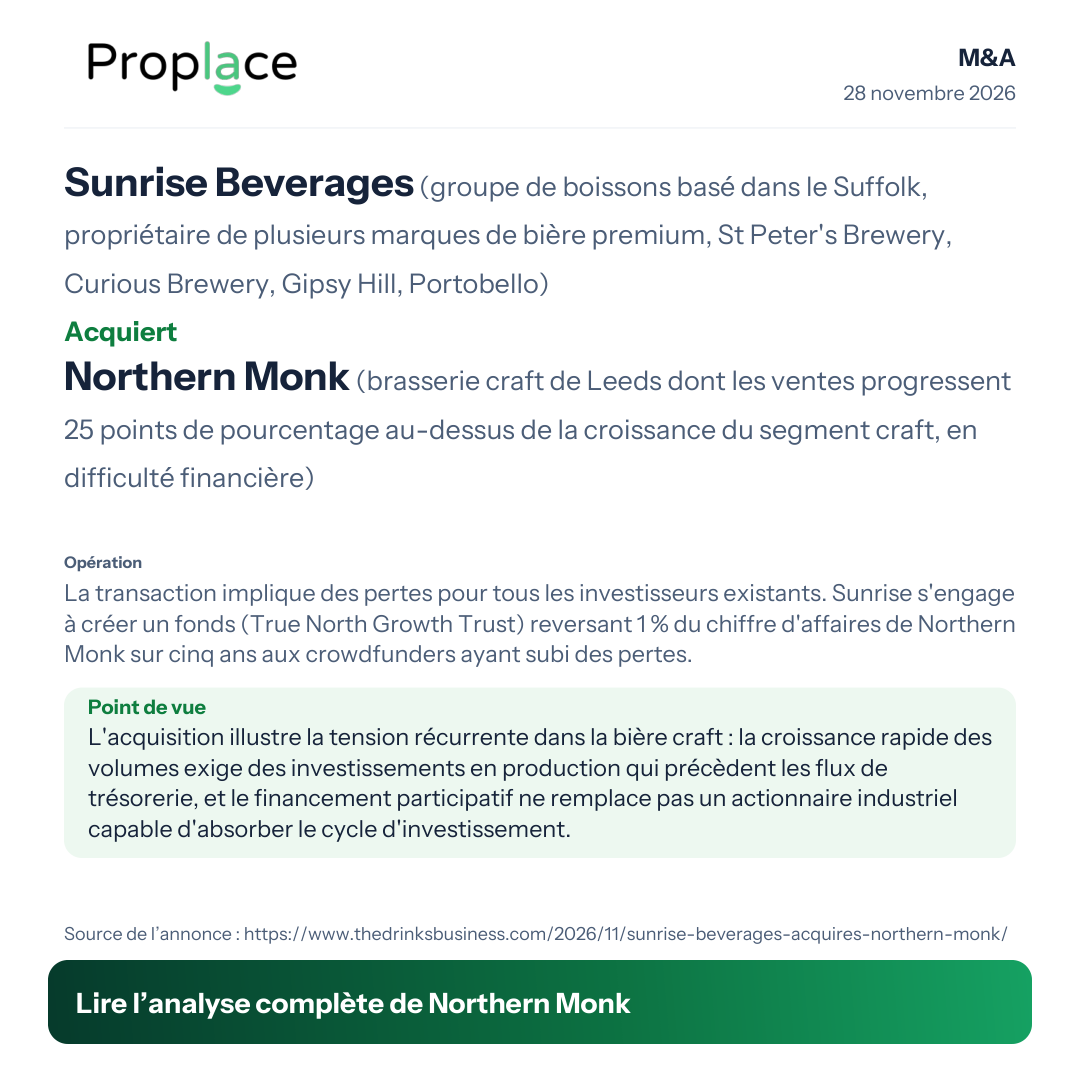 Proplace
M&A
28 novembre 2026
Sunrise Beverages (groupe de boissons basé dans le Suffolk,
propriétaire de plusieurs marques de bière premium, St Peter's Brewery,
Curious Brewery, Gipsy Hill, Portobello)
Acquiert
Northern Monk (brasserie craft de Leeds dont les ventes progressent
25 points de pourcentage au-dessus de la croissance du segment craft, en
difficulté financière)
Opération
La transaction implique des pertes pour tous les investisseurs existants. Sunrise s'engage
à créer un fonds (True North Growth Trust) reversant 1 % du chiffre d'affaires de Northern
Monk sur cinq ans aux crowdfunders ayant subi des pertes.
Point de vue
L'acquisition illustre la tension récurrente dans la bière craft : la croissance rapide des
volumes exige des investissements en production qui précèdent les flux de
trésorerie, et le financement participatif ne remplace pas un actionnaire industriel
capable d'absorber le cycle d'investissement.
Source de l’annonce : https://www.thedrinksbusiness.com/2026/11/sunrise-beverages-acquires-northern-monk/
Lire l’analyse complète de Northern Monk